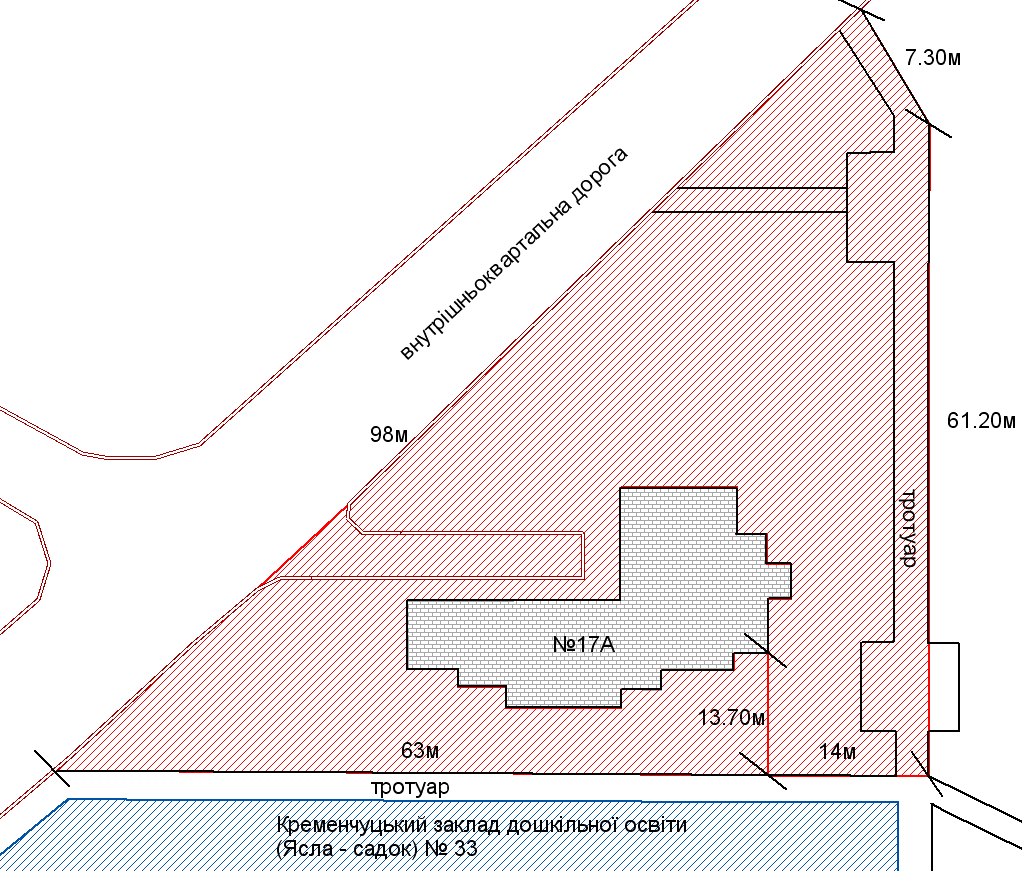 7.30м
внутрішньоквартальна дорога
98м
61.20м
тротуар
№17А
13.70м
63м
14м
тротуар
Кременчуцький заклад дошкільної освіти
(Ясла - садок) № 33